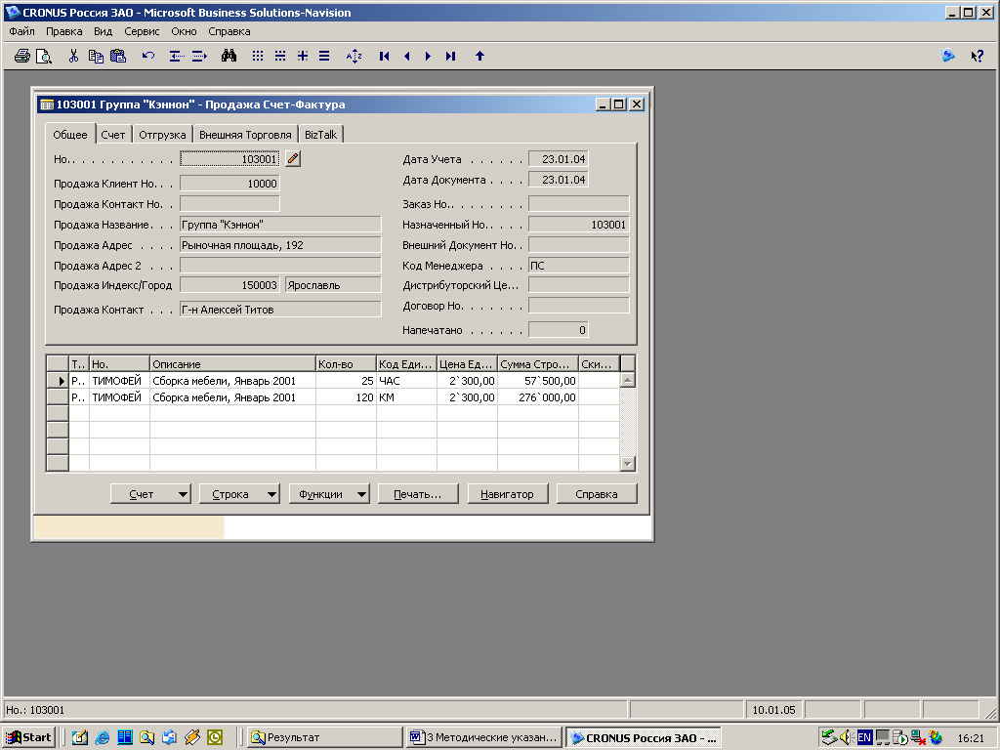 CRONUS Россия ЗАО - Microsoft Business Solutions-Navision
Файл Правка Вид Сервис Окно Справка
103001 Группа "Кэннон" - Продажа Счет-Фактура
Общее Счет Отгрузка Внешняя Торговля BizTalk
Но. . . . . . . . . . . . 103001 Дата Учета . . . . . . 23.01.04
Продажа Клиент Но. . . 10000 Дата Документа . . . . 23.01.04
Продажа Контакт Но. . Заказ Но. . . . . . . .
Продажа Название. . . Группа "Кэннон" Назначенный Но. . . . . 103001
Продажа Адрес . . . . Рыночная площадь, 192 Внешний Документ Но. .
Продажа Адрес 2 . . . Код Менеджера . . . . ПС
Продажа Индекс/Город 150003 Ярославль Дистрибуторский Це...
Продажа Контакт . . . Г-н Алексей Титов Договор Но. . . . . . .
Напечатано . . . . . . 0
Т.. Но. Описание Кол-во Код Еди... Цена Ед... Сумма Стро... Ски...
Р.. ТИМОФЕЙ Сборка мебели, Январь 2001 25 ЧАС 2`300,00 57`500,00
Р.. ТИМОФЕЙ Сборка мебели, Январь 2001 120 КМ 2`300,00 276`000,00
Счет Строка Функции Печать... Навигатор Справка
Но.: 103001 10.01.05
Start Результат 3 Методические указан... CRONUS Россия ЗАО - ... EN 16:21